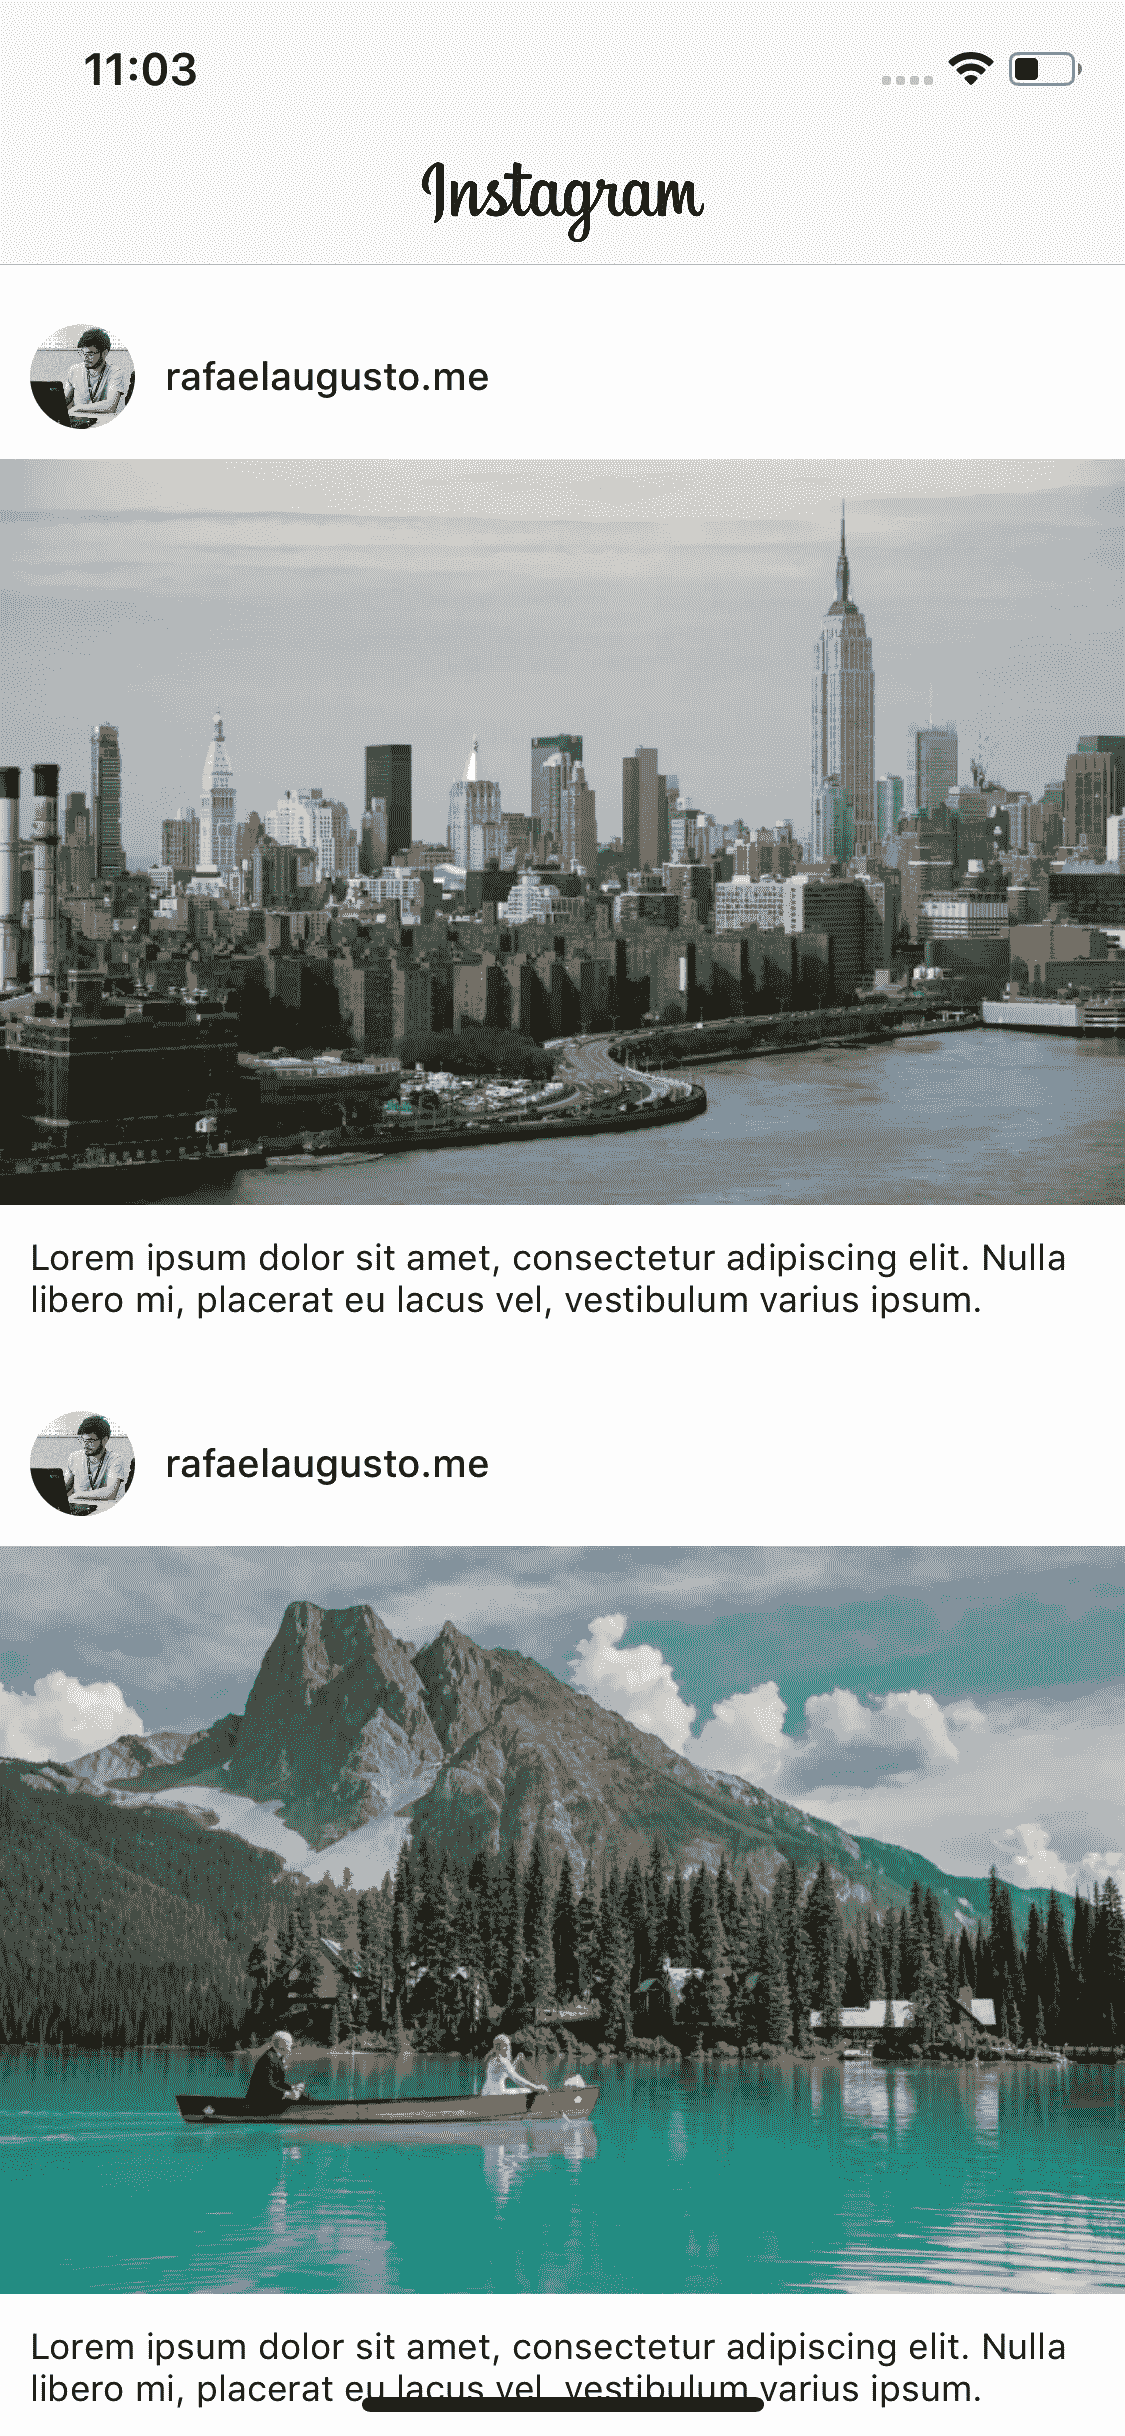 11:03
Instagram
rafaelaugusto.me
Lorem ipsum dolor sit amet, consectetur adipiscing elit. Nulla
libero mi, placerat eu lacus vel, vestibulum varius ipsum.
rafaelaugusto.me
Lorem ipsum dolor sit amet, consectetur adipiscing elit. Nulla
libero mi, placerat eu lacus vel, vestibulum varius ipsum.